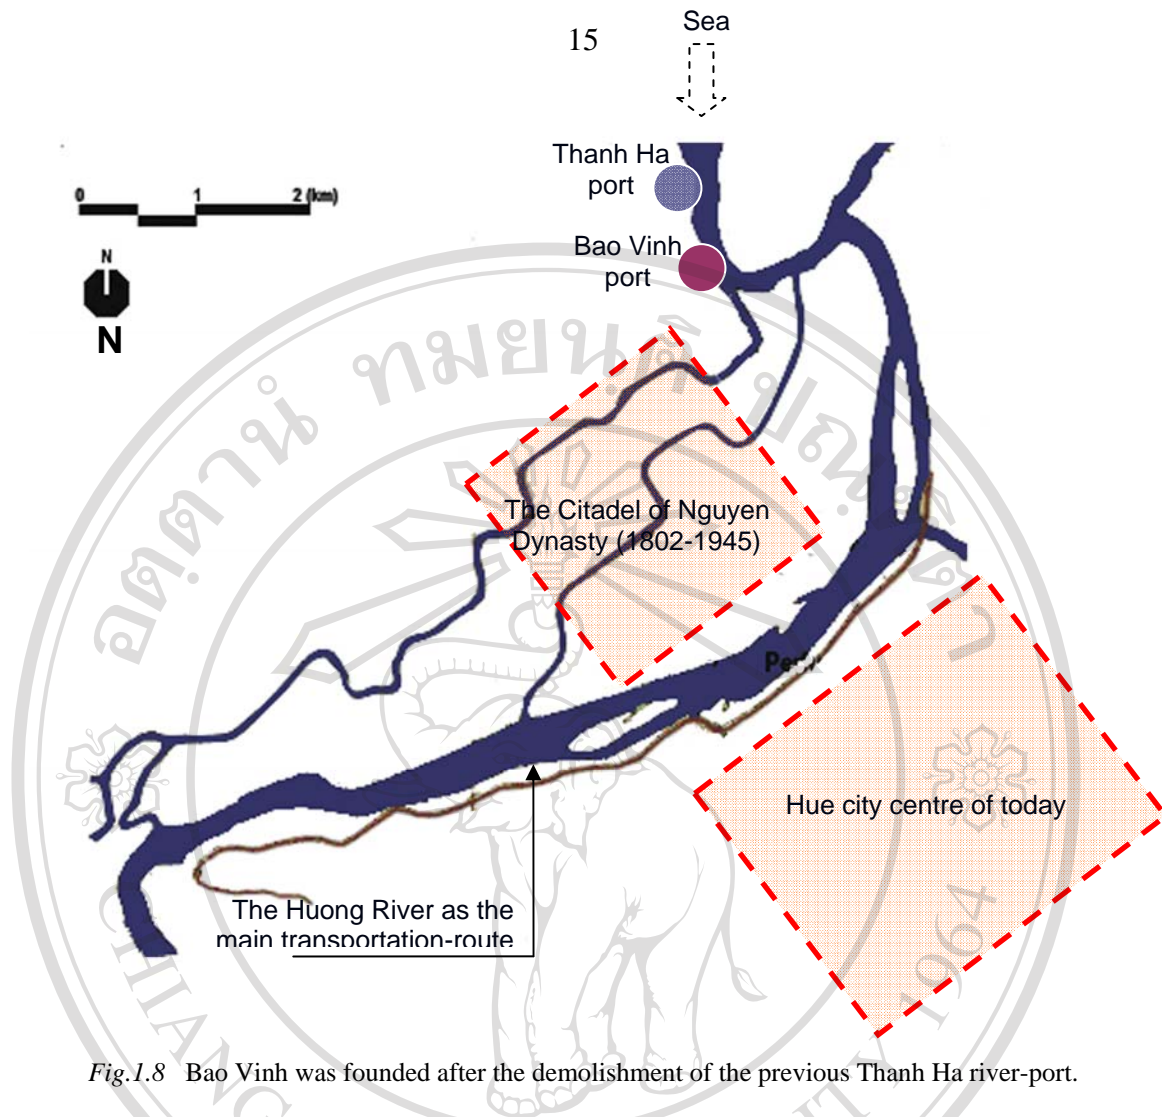 15
Sea
Thanh Ha
port
0 1 2 (km)
Bao Vinh
port
N
N
The Citadel of Nguyen
Dynasty (1802-1945)
Hue city centre of today
The Huong River as the
main transportation-route
Fig.1.8 Bao Vinh was founded after the demolishment of the previous Thanh Ha river-port.
1964